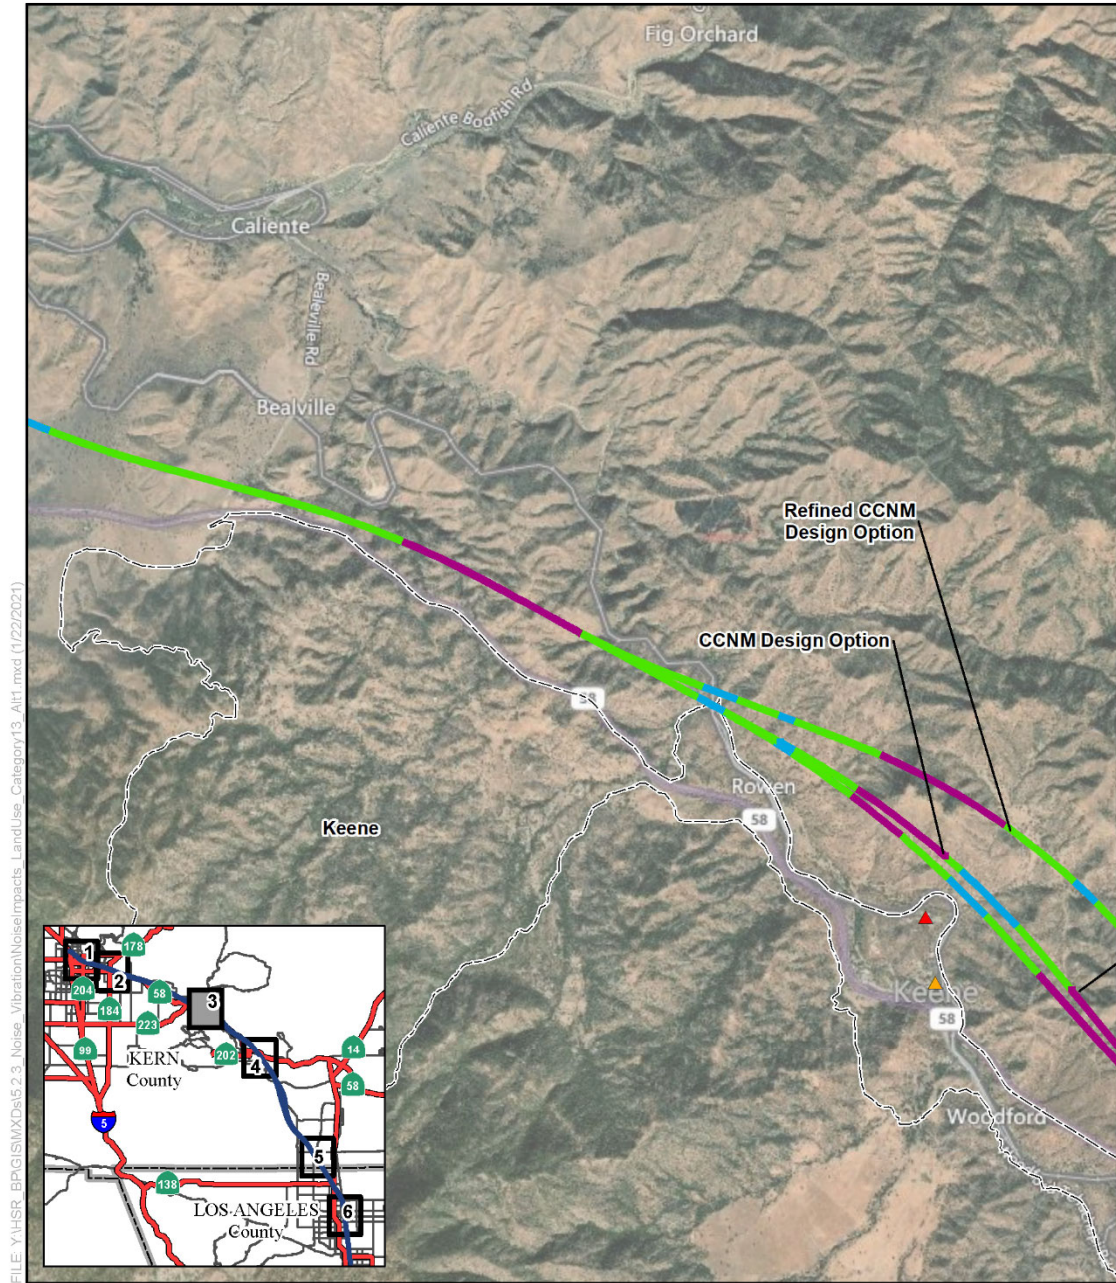 Fig Orchard
Caliente Boofish Rd
Caliente
Bealeville Rd
Bealville
Refined CCNM
Design Option
CCNM Design Option
58
Rowen
58
Keene
Keene
58
Woodford
1
178
2
204
58
3
184
223
99
KERN
County
202
4
14
58
5
5
138
LOS ANGELES
County
6
FILE: Y:\HSR_BP\GIS\MXDs\5.2.3_Noise_Vibration\NoiseImpacts_LandUse_Category13_Alt1.mxd (1/22/2021)